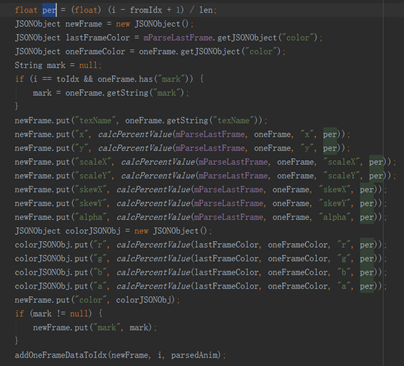 float per = (float) (i - fromIdx + 1) / len;
JSONObject newFrame = new JSONObject();
JSONObject lastFrameColor = mParseLastFrame.getJSONObject("color");
JSONObject oneFrameColor = oneFrame.getJSONObject("color");
String mark = null;
if (i == toIdx && oneFrame.has("mark")) {
mark = oneFrame.getString("mark");
}
newFrame.put("texName", oneFrame.getString("texName"));
newFrame.put("x", calcPercentValue(mParseLastFrame, oneFrame, "x", per));
newFrame.put("y", calcPercentValue(mParseLastFrame, oneFrame, "y", per));
newFrame.put("scaleX", calcPercentValue(mParseLastFrame, oneFrame, "scaleX", per));
newFrame.put("scaleY", calcPercentValue(mParseLastFrame, oneFrame, "scaleY", per));
newFrame.put("skewX", calcPercentValue(mParseLastFrame, oneFrame, "skewX", per));
newFrame.put("skewY", calcPercentValue(mParseLastFrame, oneFrame, "skewY", per));
newFrame.put("alpha", calcPercentValue(mParseLastFrame, oneFrame, "alpha", per));
JSONObject colorJSONObj = new JSONObject();
colorJSONObj.put("r", calcPercentValue(lastFrameColor, oneFrameColor, "r", per));
colorJSONObj.put("g", calcPercentValue(lastFrameColor, oneFrameColor, "g", per));
colorJSONObj.put("b", calcPercentValue(lastFrameColor, oneFrameColor, "b", per));
colorJSONObj.put("a", calcPercentValue(lastFrameColor, oneFrameColor, "a", per));
newFrame.put("color", colorJSONObj);
if (mark != null) {
newFrame.put("mark", mark);
}
addOneFrameDataToIdx(newFrame, i, parsedAnim);